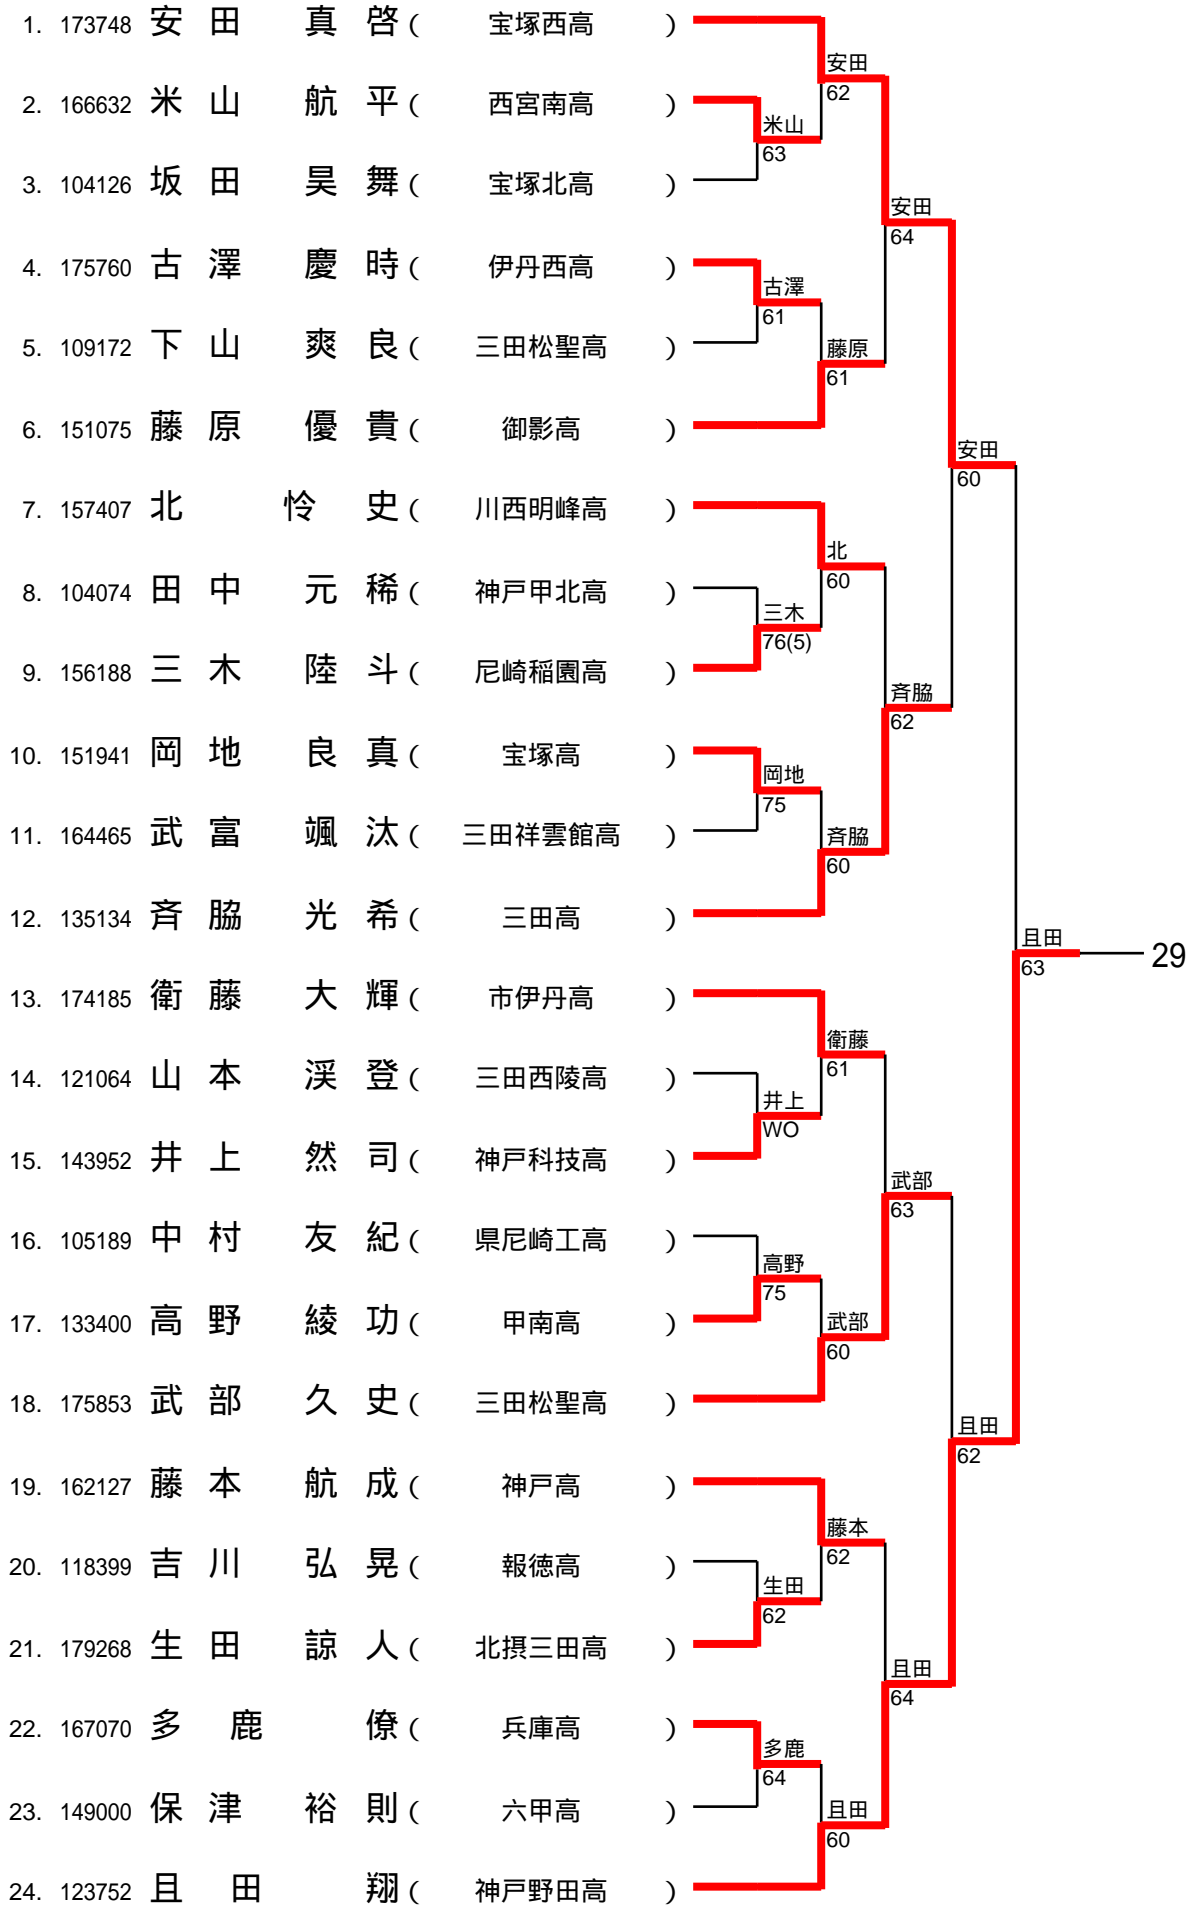 1. 173748 安田 真啓 ( 宝塚西高 )
安田
62
2. 166632 米山 航平 ( 西宮南高 )
米山
63
3. 104126 坂田 昊舞 ( 宝塚北高 )
安田
64
4. 175760 古澤 慶時 ( 伊丹西高 )
古澤
61
5. 109172 下山 爽良 ( 三田松聖高 )
藤原
61
6. 151075 藤原 優貴 ( 御影高 )
安田
60
7. 157407 北 怜史 ( 川西明峰高 )
北
60
8. 104074 田中 元稀 ( 神戸甲北高 )
三木
76(5)
9. 156188 三木 陸斗 ( 尼崎稲園高 )
斉脇
62
10. 151941 岡地 良真 ( 宝塚高 )
岡地
75
11. 164465 武富 颯汰 ( 三田祥雲館高 )
斉脇
60
12. 135134 斉脇 光希 ( 三田高 )
且田
63
29
13. 174185 衛藤 大輝 ( 市伊丹高 )
衛藤
61
14. 121064 山本 渓登 ( 三田西陵高 )
井上
WO
15. 143952 井上 然司 ( 神戸科技高 )
武部
63
16. 105189 中村 友紀 ( 県尼崎工高 )
高野
75
17. 133400 高野 綾功 ( 甲南高 )
武部
60
18. 175853 武部 久史 ( 三田松聖高 )
且田
62
19. 162127 藤本 航成 ( 神戸高 )
藤本
62
20. 118399 吉川 弘晃 ( 報徳高 )
生田
62
21. 179268 生田 諒人 ( 北摂三田高 )
且田
64
22. 167070 多鹿 僚 ( 兵庫高 )
多鹿
64
23. 149000 保津 裕則 ( 六甲高 )
且田
60
24. 123752 且田 翔 ( 神戸野田高 )